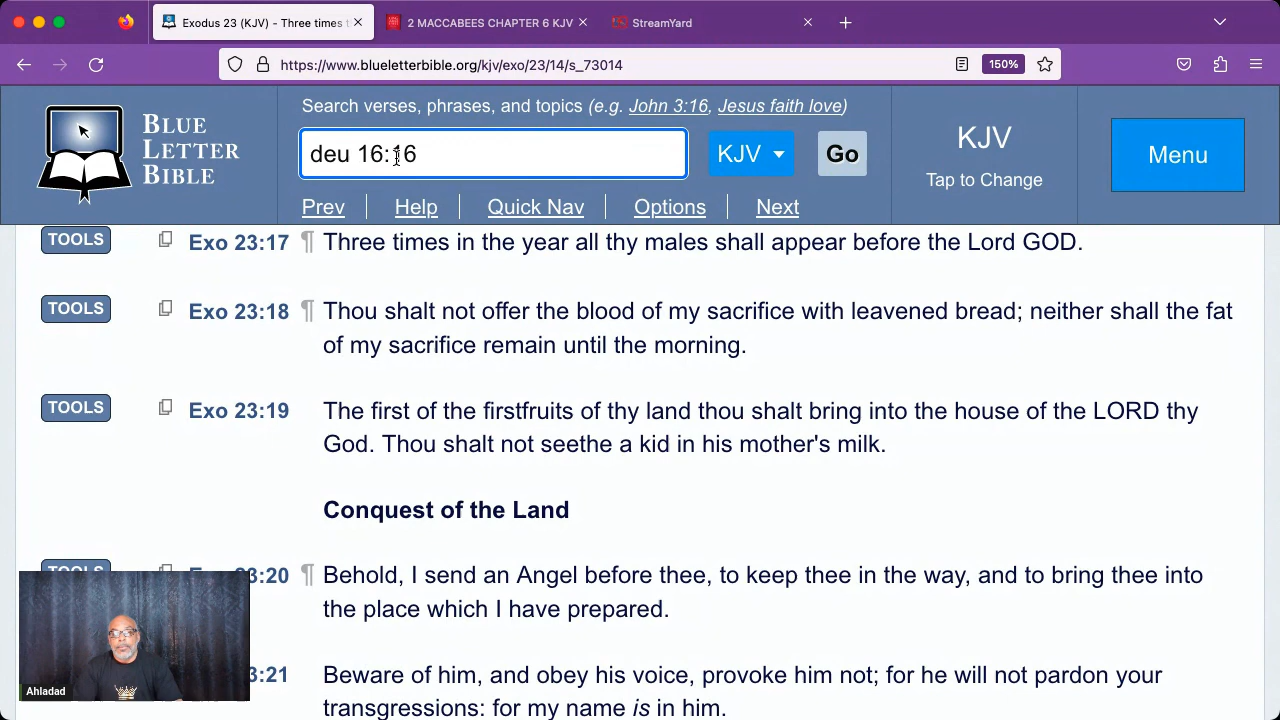 Exodus 23 (KJV) - Three times t
2 MACCABEES CHAPTER 6 KJV
StreamYard
https://www.blueletterbible.org/kjv/exo/23/14/s_73014
150%
BLUE
LETTER
BIBLE
Search verses, phrases, and topics (e.g. John 3:16, Jesus faith love)
deu 16:16
KJV
Go
Prev
Help
Quick Nav
Options
Next
KJV
Tap to Change
Menu
TOOLS Exo 23:17 ¶ Three times in the year all thy males shall appear before the Lord GOD.
TOOLS Exo 23:18 ¶ Thou shalt not offer the blood of my sacrifice with leavened bread; neither shall the fat
of my sacrifice remain until the morning.
TOOLS Exo 23:19 The first of the firstfruits of thy land thou shalt bring into the house of the LORD thy
God. Thou shalt not seethe a kid in his mother's milk.
Conquest of the Land
TOOLS 3:20 ¶ Behold, I send an Angel before thee, to keep thee in the way, and to bring thee into
the place which I have prepared.
3:21 Beware of him, and obey his voice, provoke him not; for he will not pardon your
transgressions: for my name is in him.
Ahladad